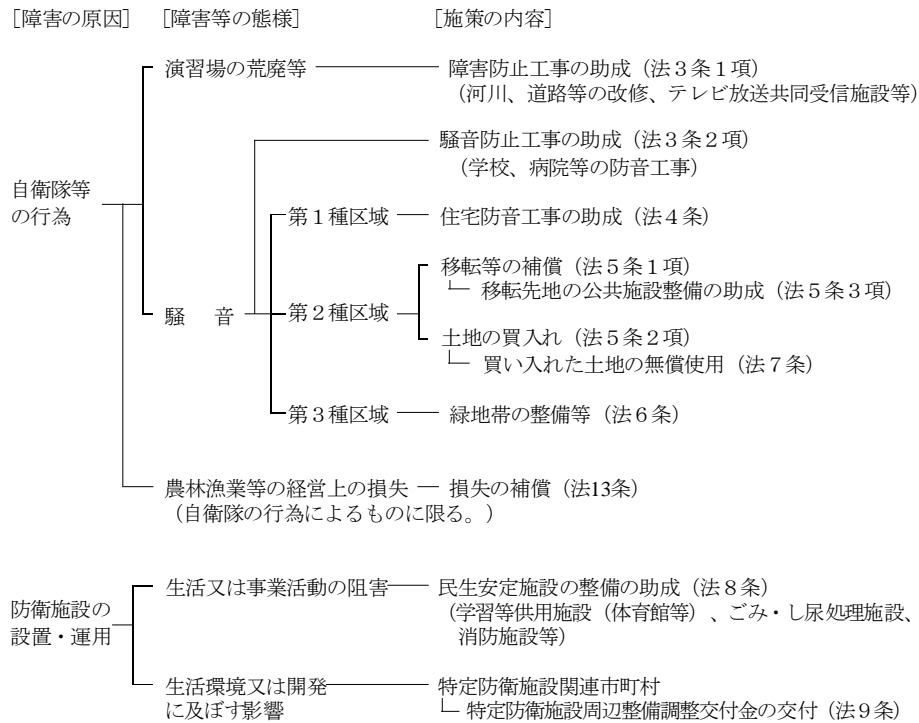 ［障害の原因］ ［障害等の態様］ ［施策の内容］
演習場の荒廃等 障害防止工事の助成（法３条１項）
（河川、道路等の改修、テレビ放送共同受信施設等）
騒音防止工事の助成（法３条２項）
（学校、病院等の防音工事）
自衛隊等
の行為
第１種区域 住宅防音工事の助成（法４条）
移転等の補償（法５条１項）
移転先地の公共施設整備の助成（法５条３項）
騒　音 第２種区域
土地の買入れ（法５条２項）
買い入れた土地の無償使用（法７条）
第３種区域 緑地帯の整備等（法６条）
農林漁業等の経営上の損失 損失の補償（法13条）
（自衛隊の行為によるものに限る。）
生活又は事業活動の阻害 民生安定施設の整備の助成（法８条）
（学習等供用施設（体育館等）、ごみ・し尿処理施設、
消防施設等）
防衛施設の
設置・運用
生活環境又は開発 特定防衛施設関連市町村
に及ぼす影響 特定防衛施設周辺整備調整交付金の交付（法９条）